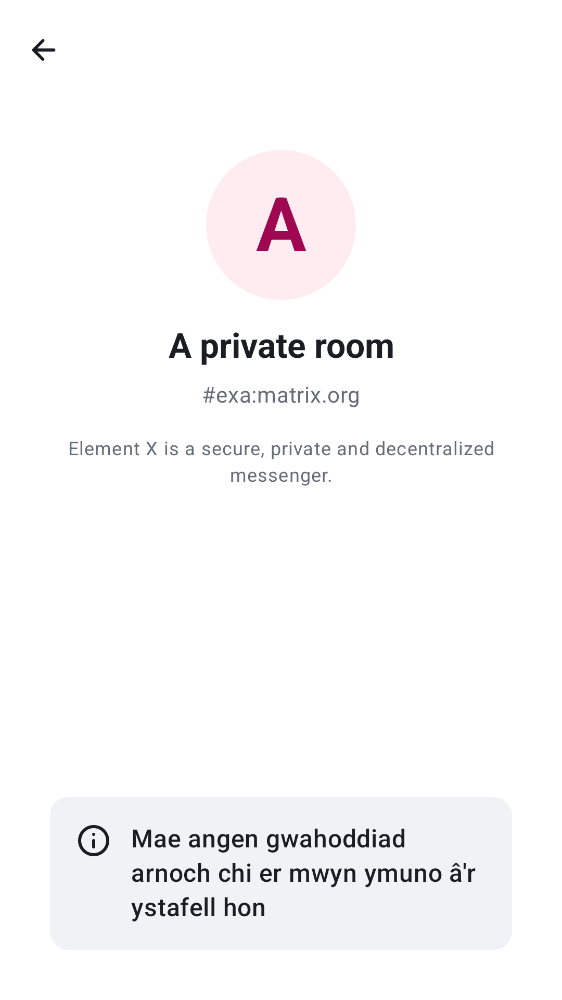 A
A private room
#exa:matrix.org
Element X is a secure, private and decentralized
messenger.
Mae angen gwahoddiad
arnoch chi er mwyn ymuno â'r
ystafell hon